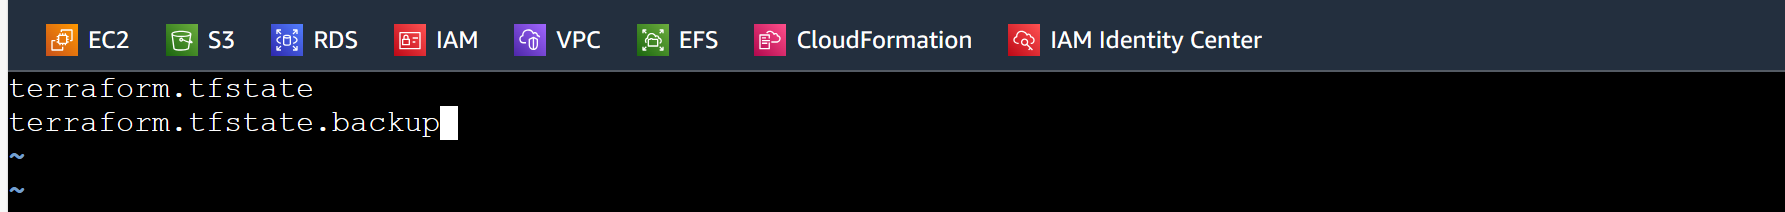 EC2 S3 RDS IAM VPC EFS CloudFormation IAM Identity Center
terraform.tfstate
terraform.tfstate.backup
~
~